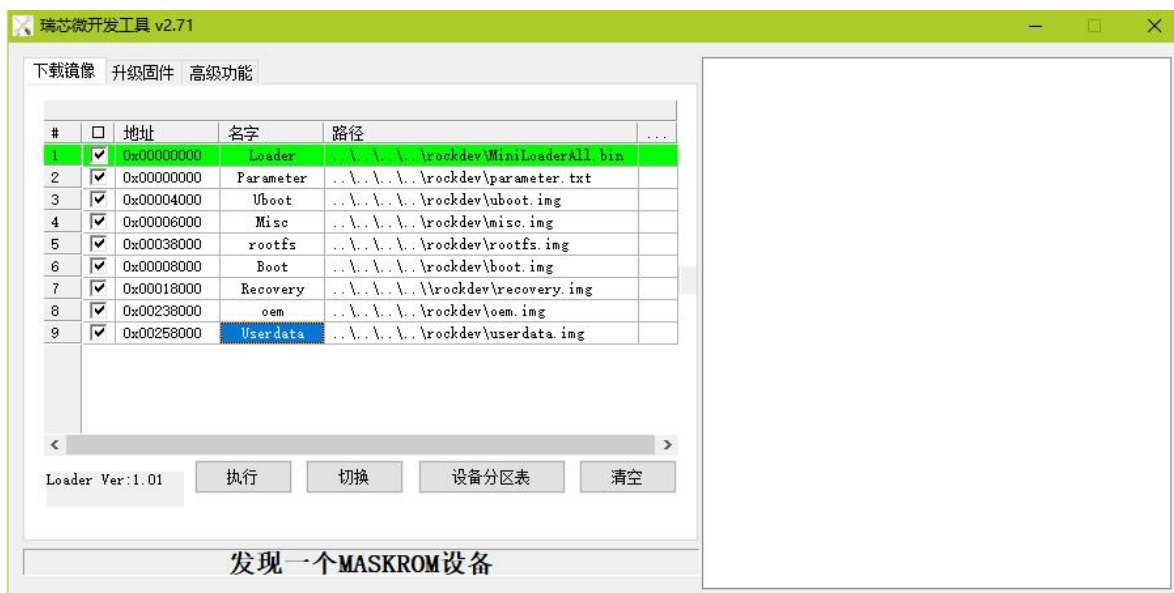 瑞芯微开发工具 v2.71
下载镜像 升级固件 高级功能
# 地址 名字 路径 ...
1 0x00000000 Loader ..\..\..\..\rockdev\MiniLoaderAll.bin
2 0x00000000 Parameter ..\..\..\..\rockdev\parameter.txt
3 0x00004000 Uboot ..\..\..\..\rockdev\uboot.img
4 0x00006000 Misc ..\..\..\..\rockdev\misc.img
5 0x00038000 rootfs ..\..\..\..\rockdev\rootfs.img
6 0x00008000 Boot ..\..\..\..\rockdev\boot.img
7 0x00018000 Recovery ..\..\..\..\\rockdev\recovery.img
8 0x00238000 oem ..\..\..\..\rockdev\oem.img
9 0x00258000 Userdata ..\..\..\..\rockdev\userdata.img
Loader Ver:1.01 执行 切换 设备分区表 清空
发现一个MASKROM设备